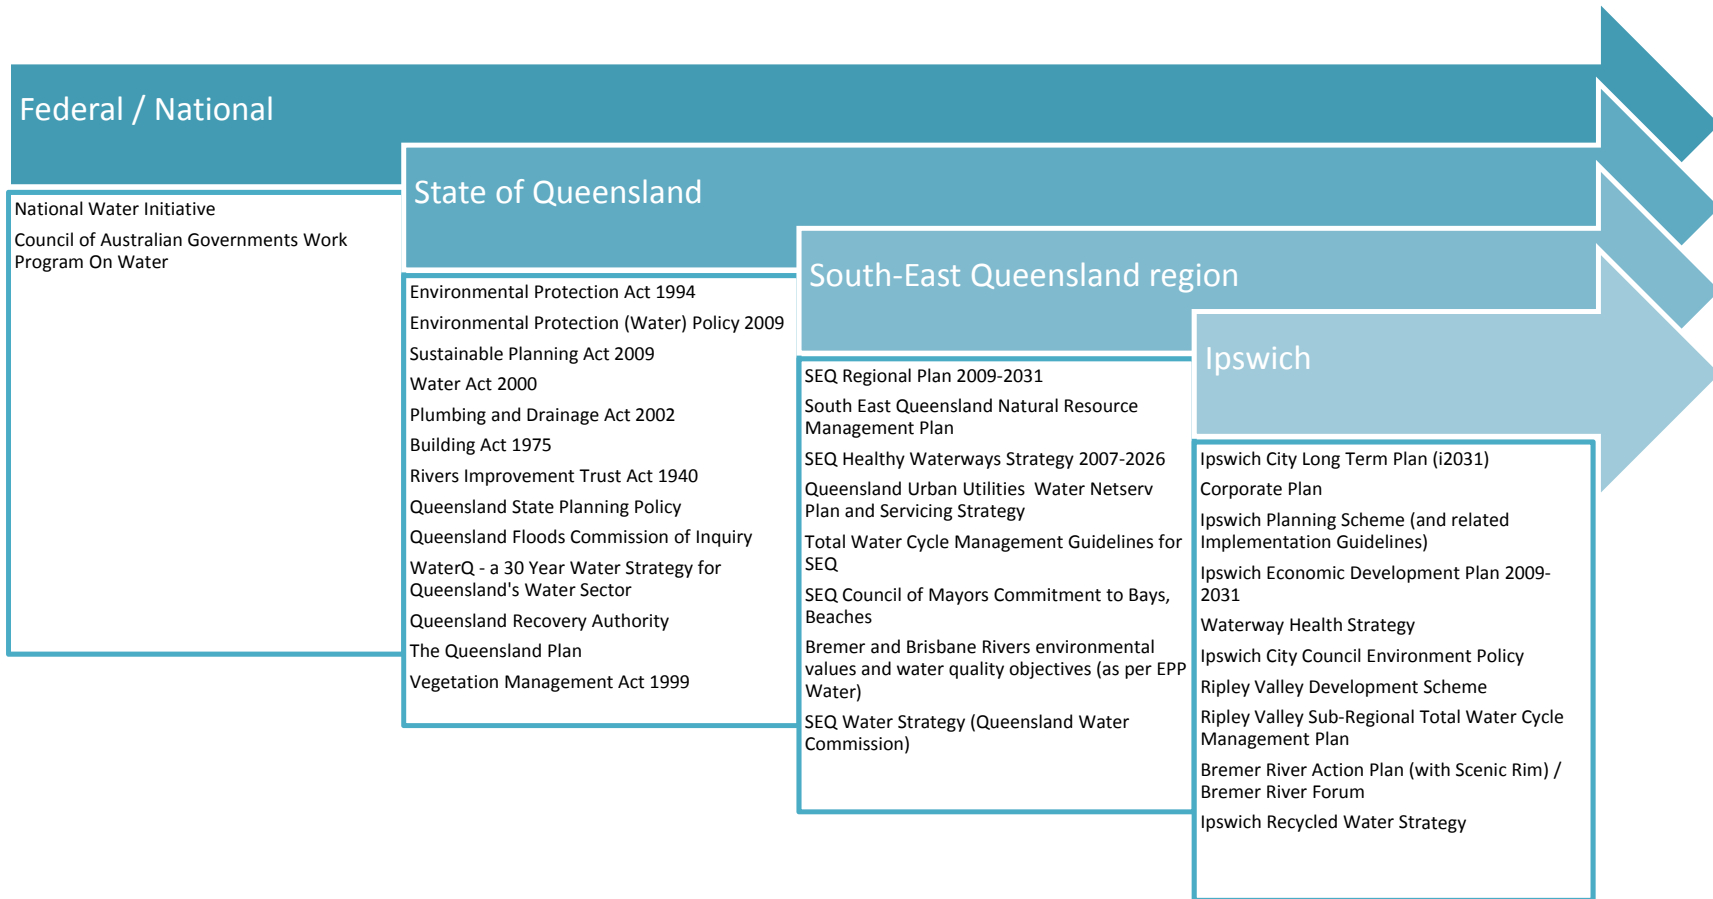 Federal / National
National Water Initiative
Council of Australian Governments Work
Program On Water
State of Queensland
Environmental Protection Act 1994
Environmental Protection (Water) Policy 2009
Sustainable Planning Act 2009
Water Act 2000
Plumbing and Drainage Act 2002
Building Act 1975
Rivers Improvement Trust Act 1940
Queensland State Planning Policy
Queensland Floods Commission of Inquiry
WaterQ - a 30 Year Water Strategy for
Queensland's Water Sector
Queensland Recovery Authority
The Queensland Plan
Vegetation Management Act 1999
South-East Queensland region
SEQ Regional Plan 2009-2031
South East Queensland Natural Resource
Management Plan
SEQ Healthy Waterways Strategy 2007-2026
Queensland Urban Utilities  Water Netserv
Plan and Servicing Strategy
Total Water Cycle Management Guidelines for
SEQ
SEQ Council of Mayors Commitment to Bays,
Beaches
Bremer and Brisbane Rivers environmental
values and water quality objectives (as per EPP
Water)
SEQ Water Strategy (Queensland Water
Commission)
Ipswich
Ipswich City Long Term Plan (i2031)
Corporate Plan
Ipswich Planning Scheme (and related
Implementation Guidelines)
Ipswich Economic Development Plan 2009-
2031
Waterway Health Strategy
Ipswich City Council Environment Policy
Ripley Valley Development Scheme
Ripley Valley Sub-Regional Total Water Cycle
Management Plan
Bremer River Action Plan (with Scenic Rim) /
Bremer River Forum
Ipswich Recycled Water Strategy